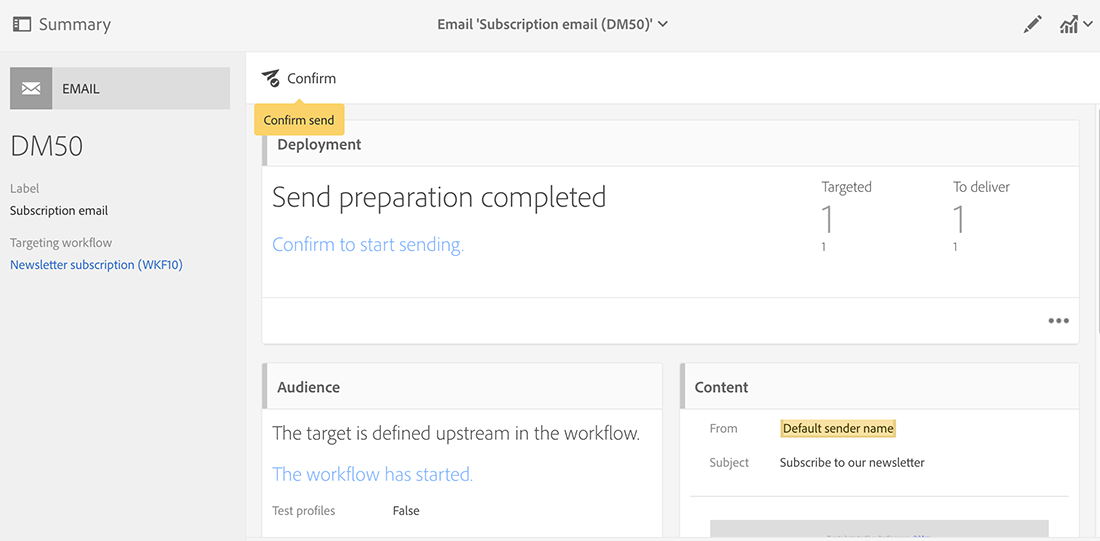 Summary
Email 'Subscription email (DM50)'
EMAIL
DM50
Label
Subscription email
Targeting workflow
Newsletter subscription (WKF10)
Confirm
Confirm send
Deployment
Send preparation completed
Confirm to start sending.
Targeted
1
1
To deliver
1
1
Audience
The target is defined upstream in the workflow.
The workflow has started.
Test profiles False
Content
From Default sender name
Subject Subscribe to our newsletter